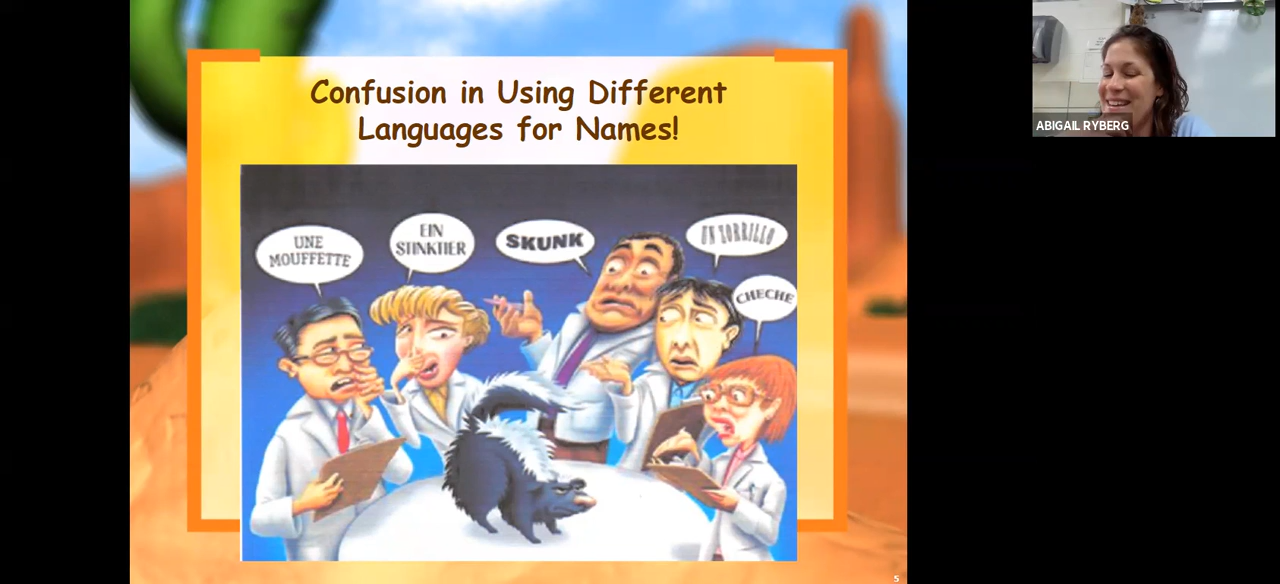 Confusion in Using Different
Languages for Names!
UNE
MOUFFETTE
EIN
STINKTIER
SKUNK
UN ZORRILLO
CHECHE
ABIGAIL RYBERG
5